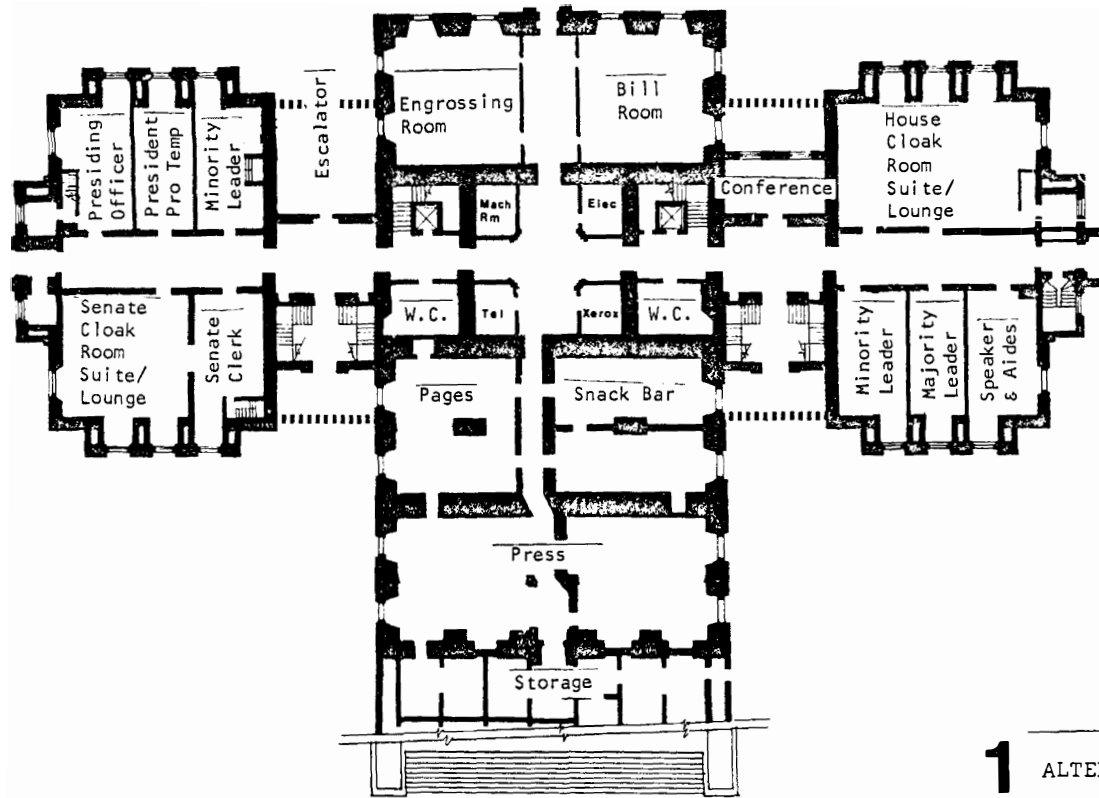 Escalator
Engrossing
Room
Bill
Room
Presiding
Officer
President
Pro Temp
Minority
Leader
Mach
Rm
Elec
Conference
House
Cloak
Room
Suite/
Lounge
Senate
Cloak
Room
Suite/
Lounge
Senate
Clerk
W.C.
Tel
Xerox
W.C.
Pages
Snack Bar
Minority
Leader
Majority
Leader
Speaker
& Aides
Press
Storage
1